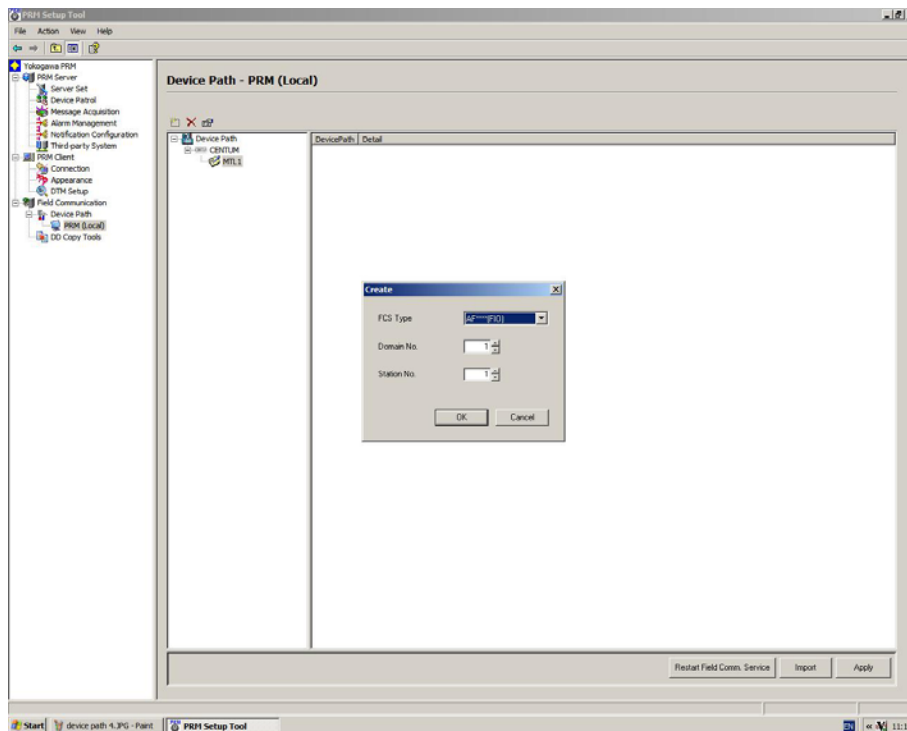 PRM Setup Tool
File Action View Help
Yokogawa PRM
PRM Server
Server Set
Device Patrol
Message Acquisition
Alarm Management
Notification Configuration
Third-party System
PRM Client
Connection
Appearance
DTM Setup
Field Communication
Device Path
PRM (Local)
DD Copy Tools
Device Path - PRM (Local)
Device Path
CENTUM
MTL1
DevicePath Detail
Create
FCS Type
Domain No. 1
Station No. 1
OK Cancel
Restart Field Comm. Service Import Apply
Start device path 4.JPG - Paint PRM Setup Tool EN